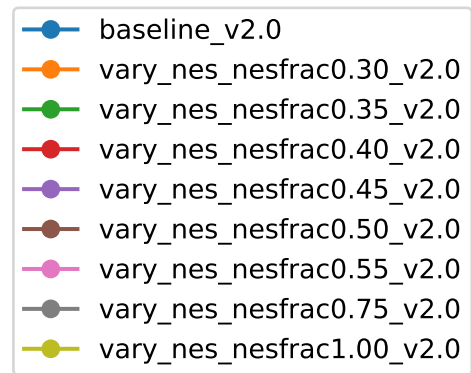 baseline_v2.0
vary_nes_nesfrac0.30_v2.0
vary_nes_nesfrac0.35_v2.0
vary_nes_nesfrac0.40_v2.0
vary_nes_nesfrac0.45_v2.0
vary_nes_nesfrac0.50_v2.0
vary_nes_nesfrac0.55_v2.0
vary_nes_nesfrac0.75_v2.0
vary_nes_nesfrac1.00_v2.0